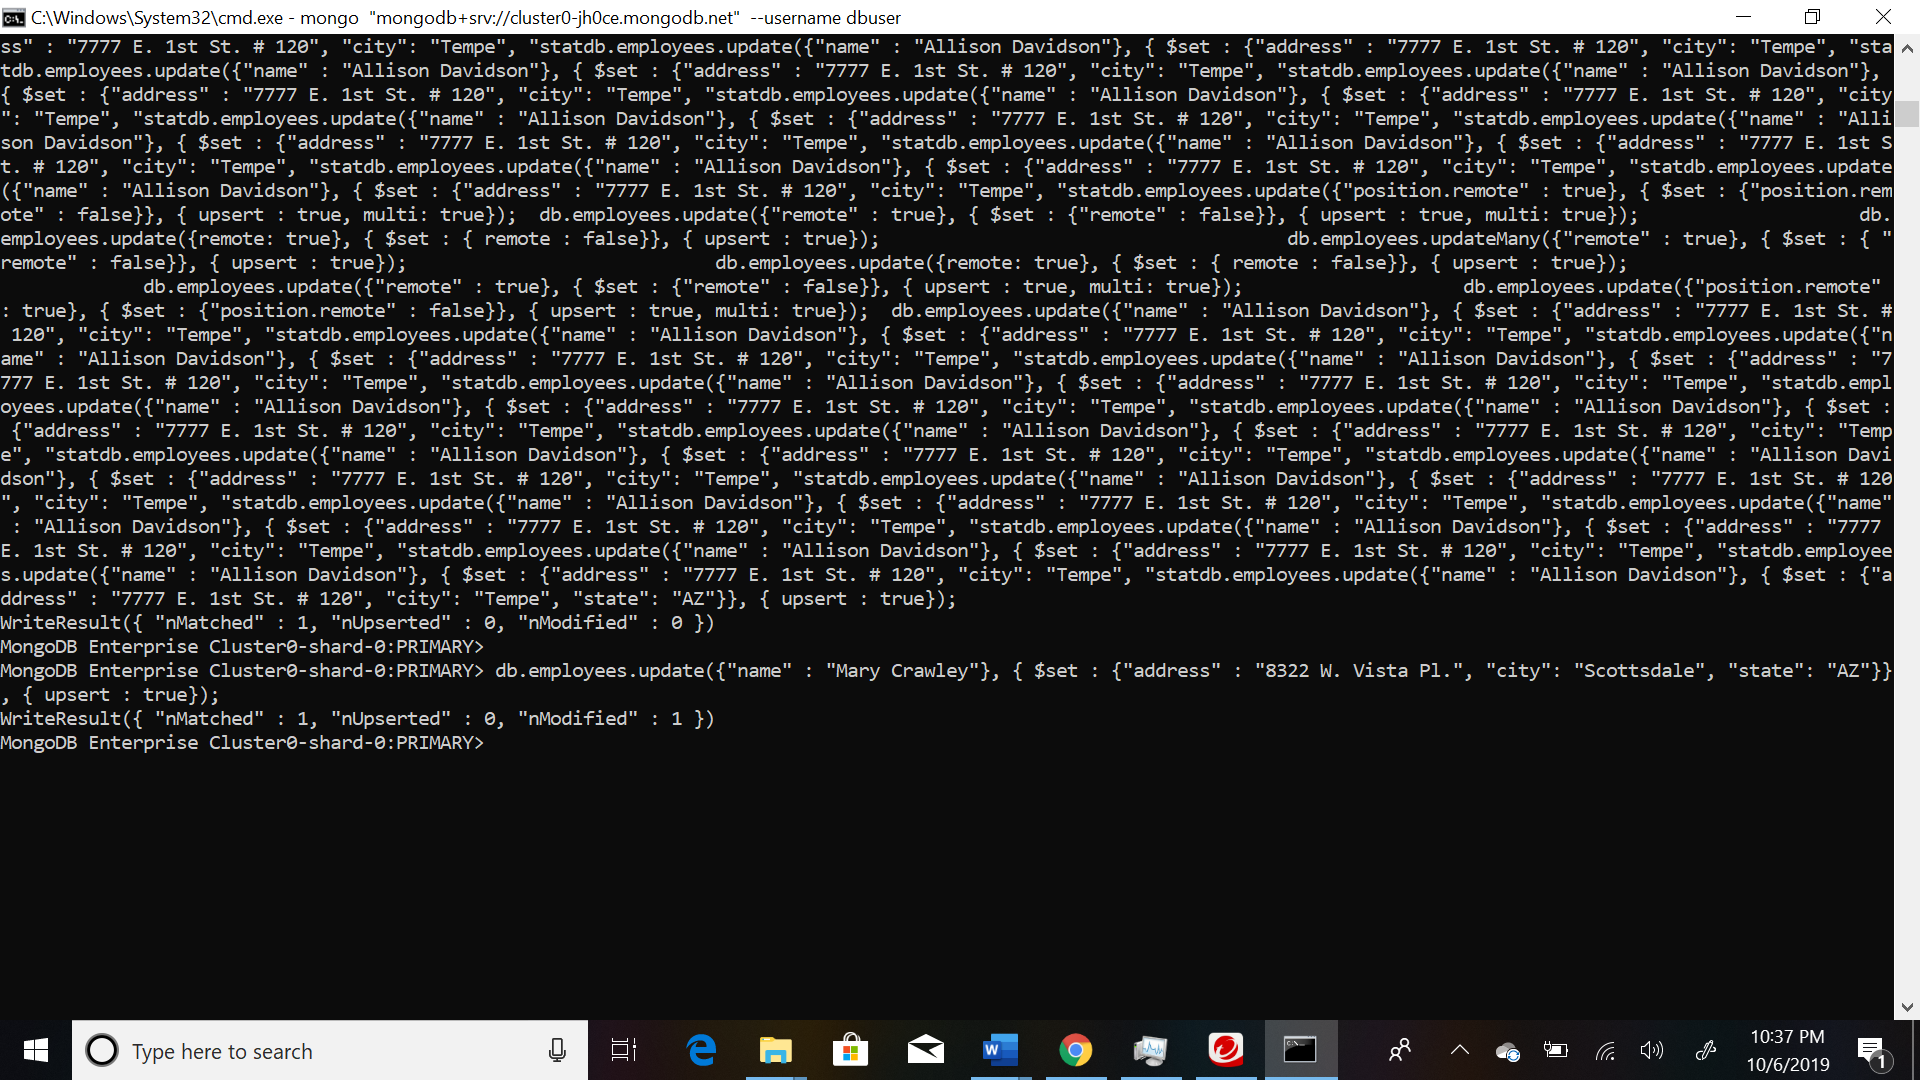 C:\Windows\System32\cmd.exe - mongo "mongodb+srv://cluster0-jh0ce.mongodb.net" --username dbuser
ss" : "7777 E. 1st St. # 120", "city": "Tempe", "statdb.employees.update({"name" : "Allison Davidson"}, { $set : {"address" : "7777 E. 1st St. # 120", "city": "Tempe", "sta
tdb.employees.update({"name" : "Allison Davidson"}, { $set : {"address" : "7777 E. 1st St. # 120", "city": "Tempe", "statdb.employees.update({"name" : "Allison Davidson"},
{ $set : {"address" : "7777 E. 1st St. # 120", "city": "Tempe", "statdb.employees.update({"name" : "Allison Davidson"}, { $set : {"address" : "7777 E. 1st St. # 120", "city
": "Tempe", "statdb.employees.update({"name" : "Allison Davidson"}, { $set : {"address" : "7777 E. 1st St. # 120", "city": "Tempe", "statdb.employees.update({"name" : "Alli
son Davidson"}, { $set : {"address" : "7777 E. 1st St. # 120", "city": "Tempe", "statdb.employees.update({"name" : "Allison Davidson"}, { $set : {"address" : "7777 E. 1st S
t. # 120", "city": "Tempe", "statdb.employees.update({"name" : "Allison Davidson"}, { $set : {"address" : "7777 E. 1st St. # 120", "city": "Tempe", "statdb.employees.update
({"name" : "Allison Davidson"}, { $set : {"address" : "7777 E. 1st St. # 120", "city": "Tempe", "statdb.employees.update({"position.remote" : true}, { $set : {"position.rem
ote" : false}}, { upsert : true, multi: true});  db.employees.update({"remote" : true}, { $set : {"remote" : false}}, { upsert : true, multi: true});                    db.
employees.update({remote: true}, { $set : { remote : false}}, { upsert : true});                                     db.employees.updateMany({"remote" : true}, { $set : { "
remote" : false}}, { upsert : true});                            db.employees.update({remote: true}, { $set : { remote : false}}, { upsert : true});
             db.employees.update({"remote" : true}, { $set : {"remote" : false}}, { upsert : true, multi: true});                    db.employees.update({"position.remote"
: true}, { $set : {"position.remote" : false}}, { upsert : true, multi: true});  db.employees.update({"name" : "Allison Davidson"}, { $set : {"address" : "7777 E. 1st St. #
 120", "city": "Tempe", "statdb.employees.update({"name" : "Allison Davidson"}, { $set : {"address" : "7777 E. 1st St. # 120", "city": "Tempe", "statdb.employees.update({"n
ame" : "Allison Davidson"}, { $set : {"address" : "7777 E. 1st St. # 120", "city": "Tempe", "statdb.employees.update({"name" : "Allison Davidson"}, { $set : {"address" : "7
777 E. 1st St. # 120", "city": "Tempe", "statdb.employees.update({"name" : "Allison Davidson"}, { $set : {"address" : "7777 E. 1st St. # 120", "city": "Tempe", "statdb.empl
oyees.update({"name" : "Allison Davidson"}, { $set : {"address" : "7777 E. 1st St. # 120", "city": "Tempe", "statdb.employees.update({"name" : "Allison Davidson"}, { $set :
 {"address" : "7777 E. 1st St. # 120", "city": "Tempe", "statdb.employees.update({"name" : "Allison Davidson"}, { $set : {"address" : "7777 E. 1st St. # 120", "city": "Temp
e", "statdb.employees.update({"name" : "Allison Davidson"}, { $set : {"address" : "7777 E. 1st St. # 120", "city": "Tempe", "statdb.employees.update({"name" : "Allison Davi
dson"}, { $set : {"address" : "7777 E. 1st St. # 120", "city": "Tempe", "statdb.employees.update({"name" : "Allison Davidson"}, { $set : {"address" : "7777 E. 1st St. # 120
", "city": "Tempe", "statdb.employees.update({"name" : "Allison Davidson"}, { $set : {"address" : "7777 E. 1st St. # 120", "city": "Tempe", "statdb.employees.update({"name"
 : "Allison Davidson"}, { $set : {"address" : "7777 E. 1st St. # 120", "city": "Tempe", "statdb.employees.update({"name" : "Allison Davidson"}, { $set : {"address" : "7777
E. 1st St. # 120", "city": "Tempe", "statdb.employees.update({"name" : "Allison Davidson"}, { $set : {"address" : "7777 E. 1st St. # 120", "city": "Tempe", "statdb.employee
s.update({"name" : "Allison Davidson"}, { $set : {"address" : "7777 E. 1st St. # 120", "city": "Tempe", "statdb.employees.update({"name" : "Allison Davidson"}, { $set : {"a
ddress" : "7777 E. 1st St. # 120", "city": "Tempe", "state": "AZ"}}, { upsert : true});
WriteResult({ "nMatched" : 1, "nUpserted" : 0, "nModified" : 0 })
MongoDB Enterprise Cluster0-shard-0:PRIMARY>
MongoDB Enterprise Cluster0-shard-0:PRIMARY> db.employees.update({"name" : "Mary Crawley"}, { $set : {"address" : "8322 W. Vista Pl.", "city": "Scottsdale", "state": "AZ"}}
, { upsert : true});
WriteResult({ "nMatched" : 1, "nUpserted" : 0, "nModified" : 1 })
MongoDB Enterprise Cluster0-shard-0:PRIMARY>
Type here to search
10:37 PM
10/6/2019
1